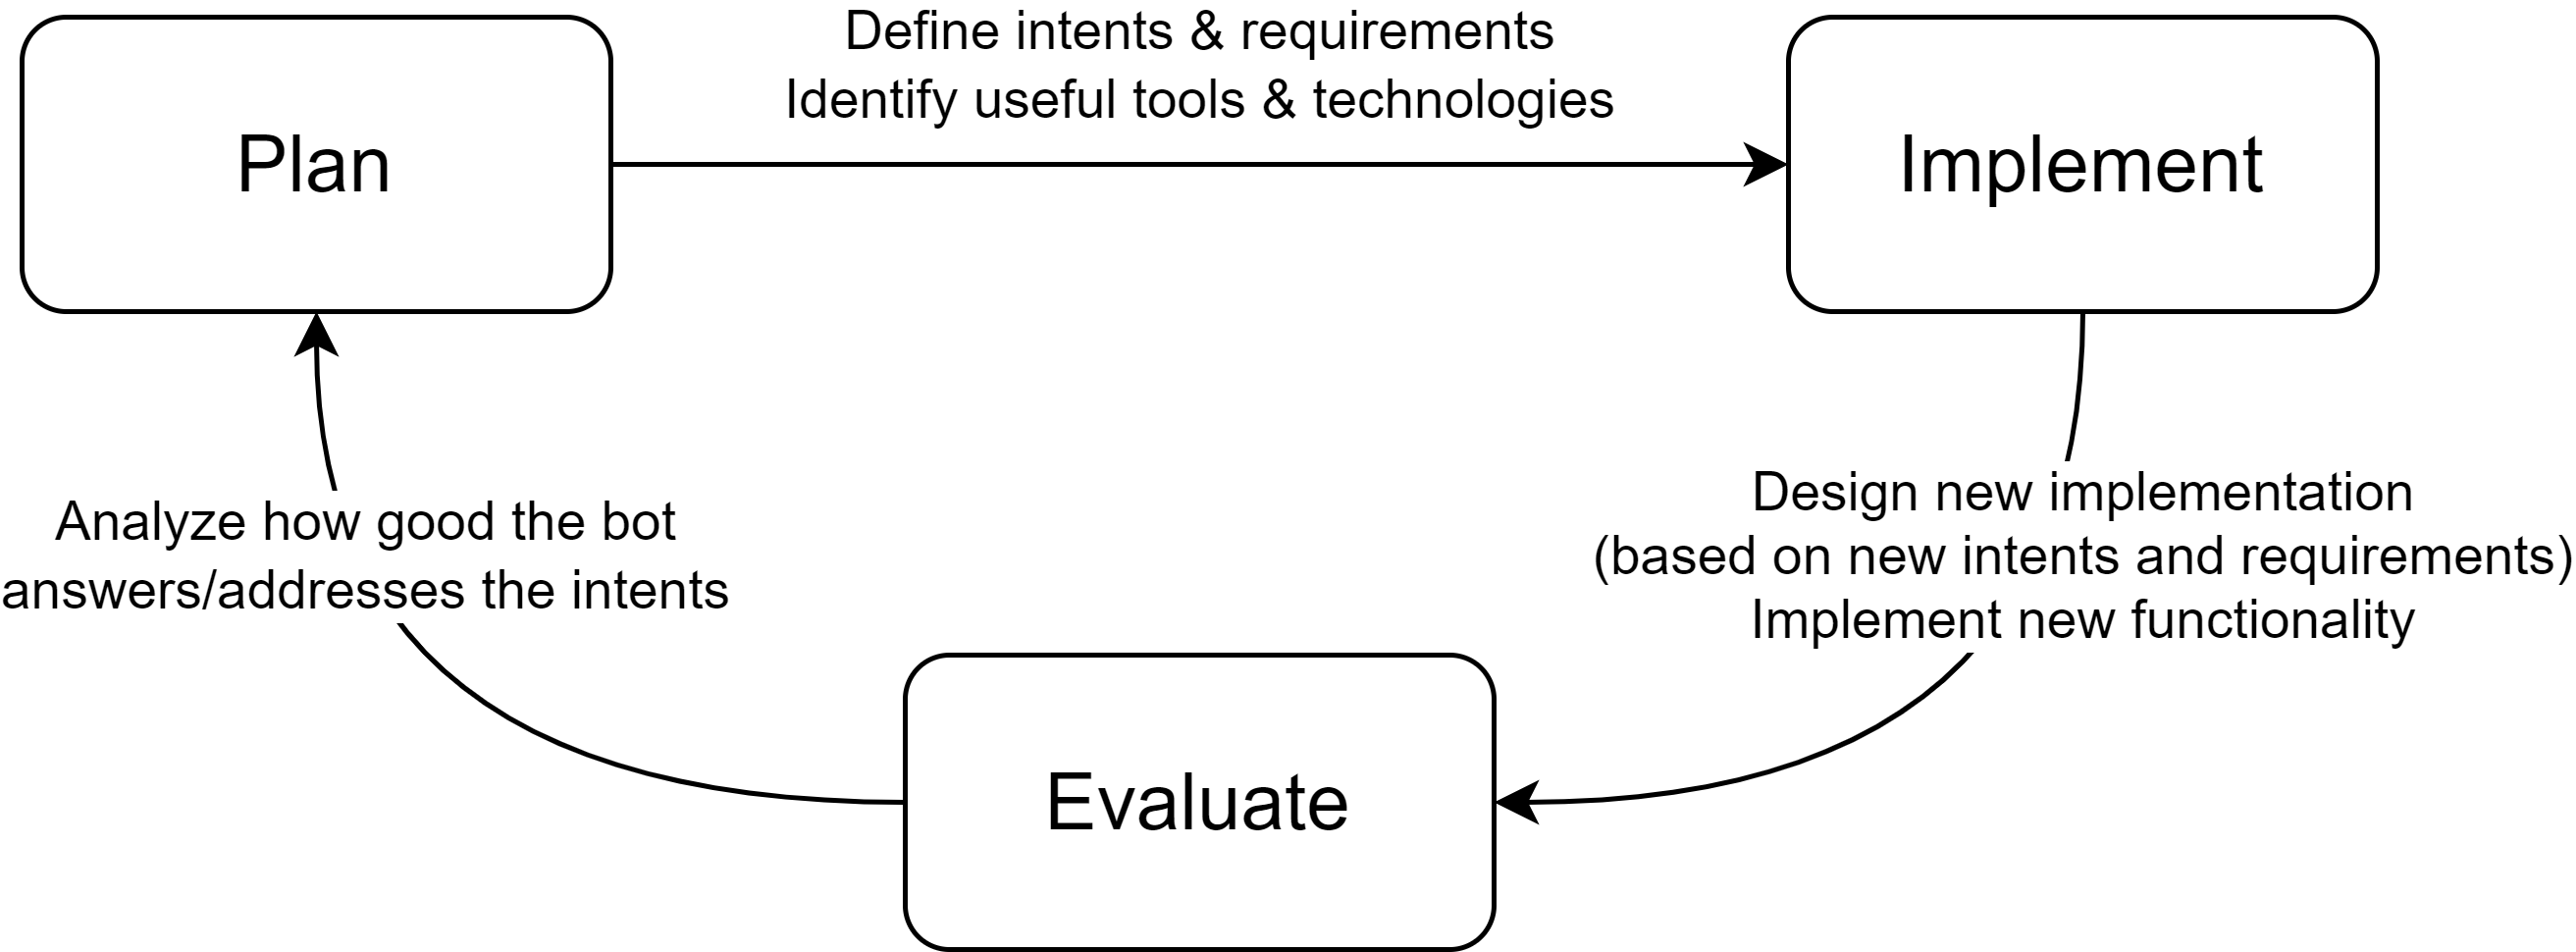 Plan
Define intents & requirements
Identify useful tools & technologies
Implement
Design new implementation
(based on new intents and requirements)
Implement new functionality
Evaluate
Analyze how good the bot
answers/addresses the intents